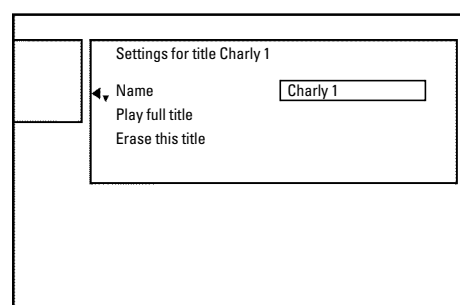 Settings for title Charly 1
Name Charly 1
Play full title
Erase this title